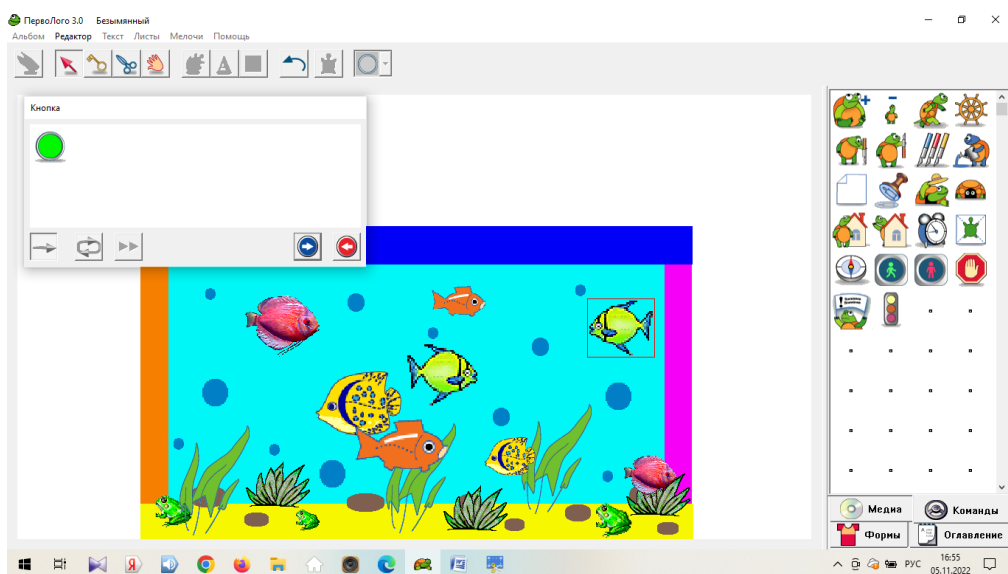 ПервоЛого 3.0 Безымянный
Альбом Редактор Текст Листы Мелочи Помощь
A
Кнопка
Медиа
Команды
Формы
Оглавление
РУС
16:55
05.11.2022